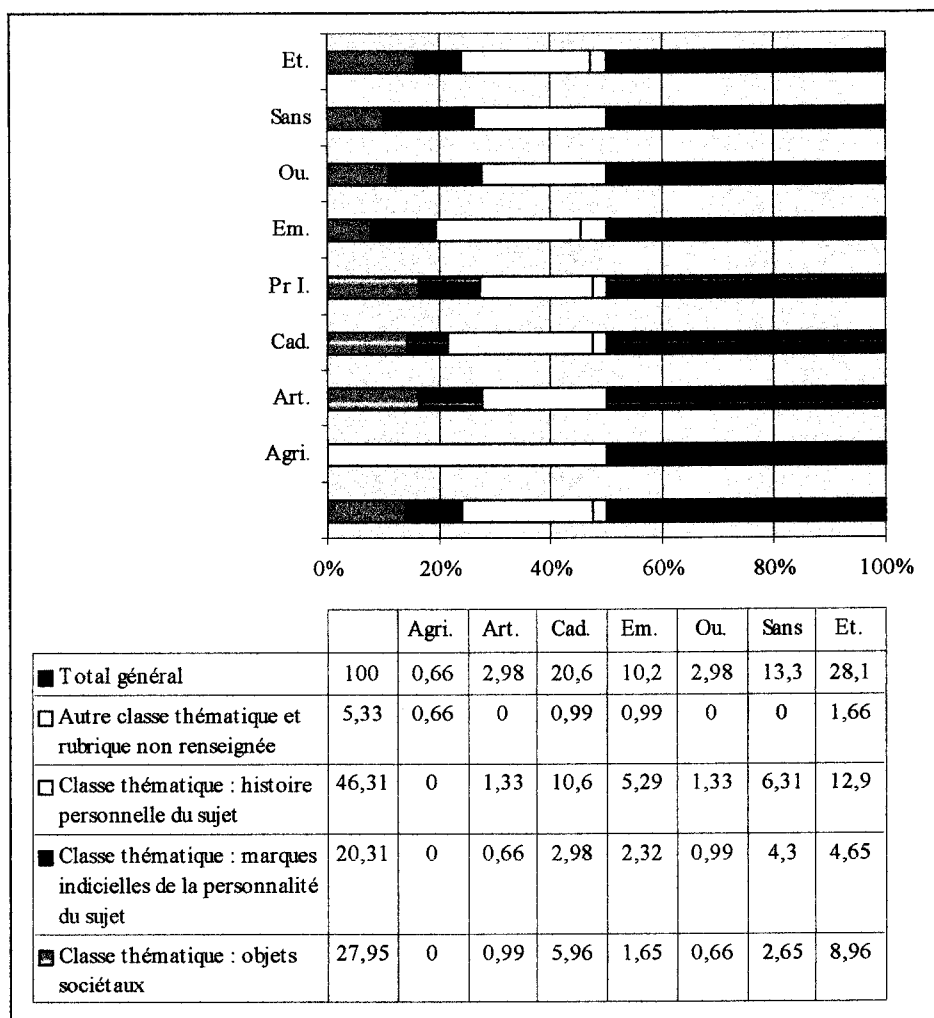 Et.
Sans
Ou.
Em.
Pr I.
Cad.
Art.
Agri.
0% 20% 40% 60% 80% 100%
Agri. Art. Cad. Em. Ou. Sans Et.
Total général 100 0,66 2,98 20,6 10,2 2,98 13,3 28,1
Autre classe thématique et 5,33 0,66 0 0,99 0,99 0 0 1,66
rubrique non renseignée
Classe thématique : histoire 46,31 0 1,33 10,6 5,29 1,33 6,31 12,9
personnelle du sujet
Classe thématique : marques 20,31 0 0,66 2,98 2,32 0,99 4,3 4,65
indicielles de la personnalité
du sujet
Classe thématique : objets 27,95 0 0,99 5,96 1,65 0,66 2,65 8,96
sociétaux